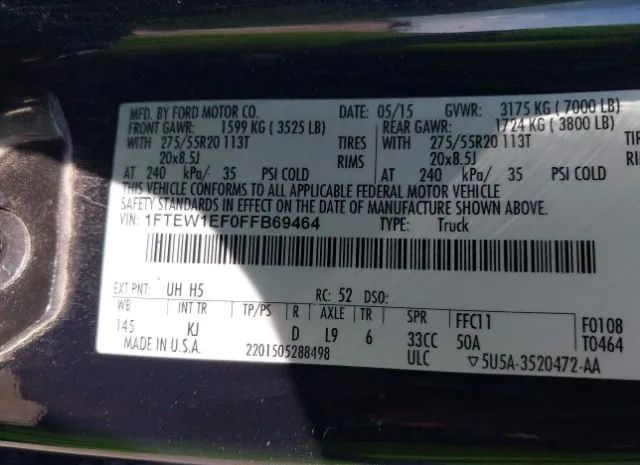 MFD. BY FORD MOTOR CO. DATE: 05/15 GVWR: 3175 KG ( 7000 LB)
FRONT GAWR: 1599 KG ( 3525 LB) REAR GAWR: 1724 KG ( 3800 LB)
WITH 275/55R20 113T TIRES WITH 275/55R20 113T TIRE
20x8.5J RIMS 20x8.5J RIMS
AT 240 kPa/ 35 PSI COLD AT 240 kPa/ 35 PSI COLD
THIS VEHICLE CONFORMS TO ALL APPLICABLE FEDERAL MOTOR VEHICLE
SAFETY STANDARDS IN EFFECT ON THE DATE OF MANUFACTURE SHOWN ABOVE.
VIN: 1FTEW1EF0FFB69464 TYPE: Truck
EXT PNT: UH H5 RC: 52 DSO:
WB INT TR TP/PS R AXLE TR SPR FFC11 F0108
145 KJ D L9 6 33CC 50A T0464
MADE IN U.S.A. 2201505288498 ULC ▽5U5A-3520472-AA